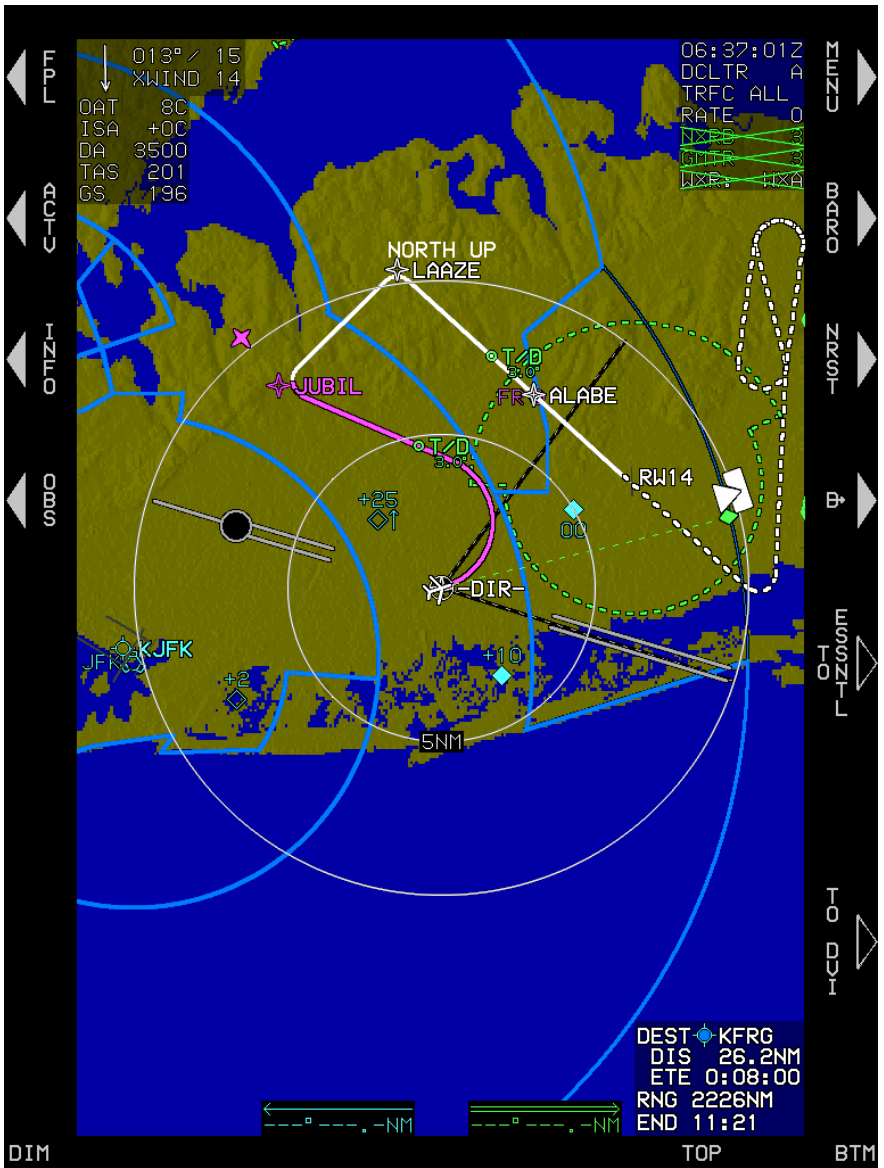 FPL
MENU
013°/ 15
XWIND 14
OAT 8C
ISA +0C
DA 3500
TAS 201
GS 196
06:37:01Z
DCLTR A
TRFC ALL
RATE 0
NXRD 3
GMTR 3
WXR: WXA
ACTV
BARO
INFO
NRST
OBS
NORTH UP
LAAZE
T/D
3.0°
JUBIL
FR
ALABE
T/D
3.0°
RW14
+25
00
-DIR-
KJFK
JFK
+10
+2
5NM
TO ESSNTL
TO DVI
DEST KFRG
DIS 26.2NM
ETE 0:08:00
RNG 2226NM
END 11:21
---° ---.-NM
---° ---.-NM
DIM
TOP
BTM